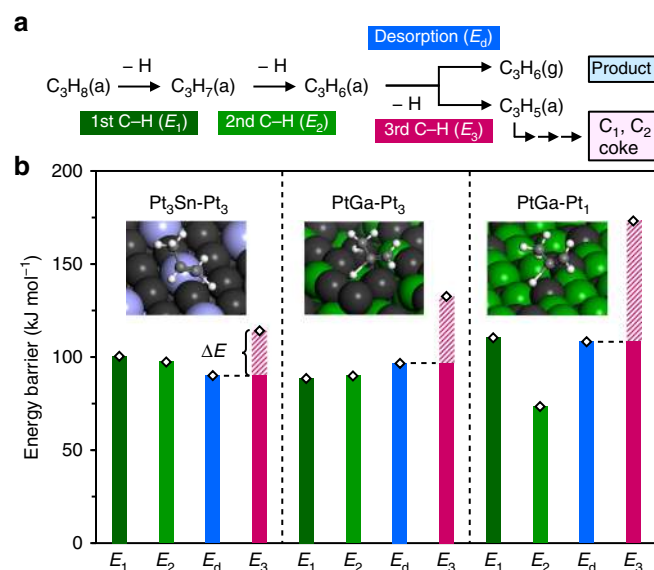 a
Desorption (Ed)
– H
– H
C3H8(a)
C3H7(a)
C3H6(a)
C3H6(g)
Product
– H
C3H5(a)
1st C–H (E1)
2nd C–H (E2)
3rd C–H (E3)
C1, C2
coke
b
200
150
100
50
0
Energy barrier (kJ mol−1)
Pt3Sn-Pt3
PtGa-Pt3
PtGa-Pt1
ΔE
E1 E2 Ed E3 E1 E2 Ed E3 E1 E2 Ed E3